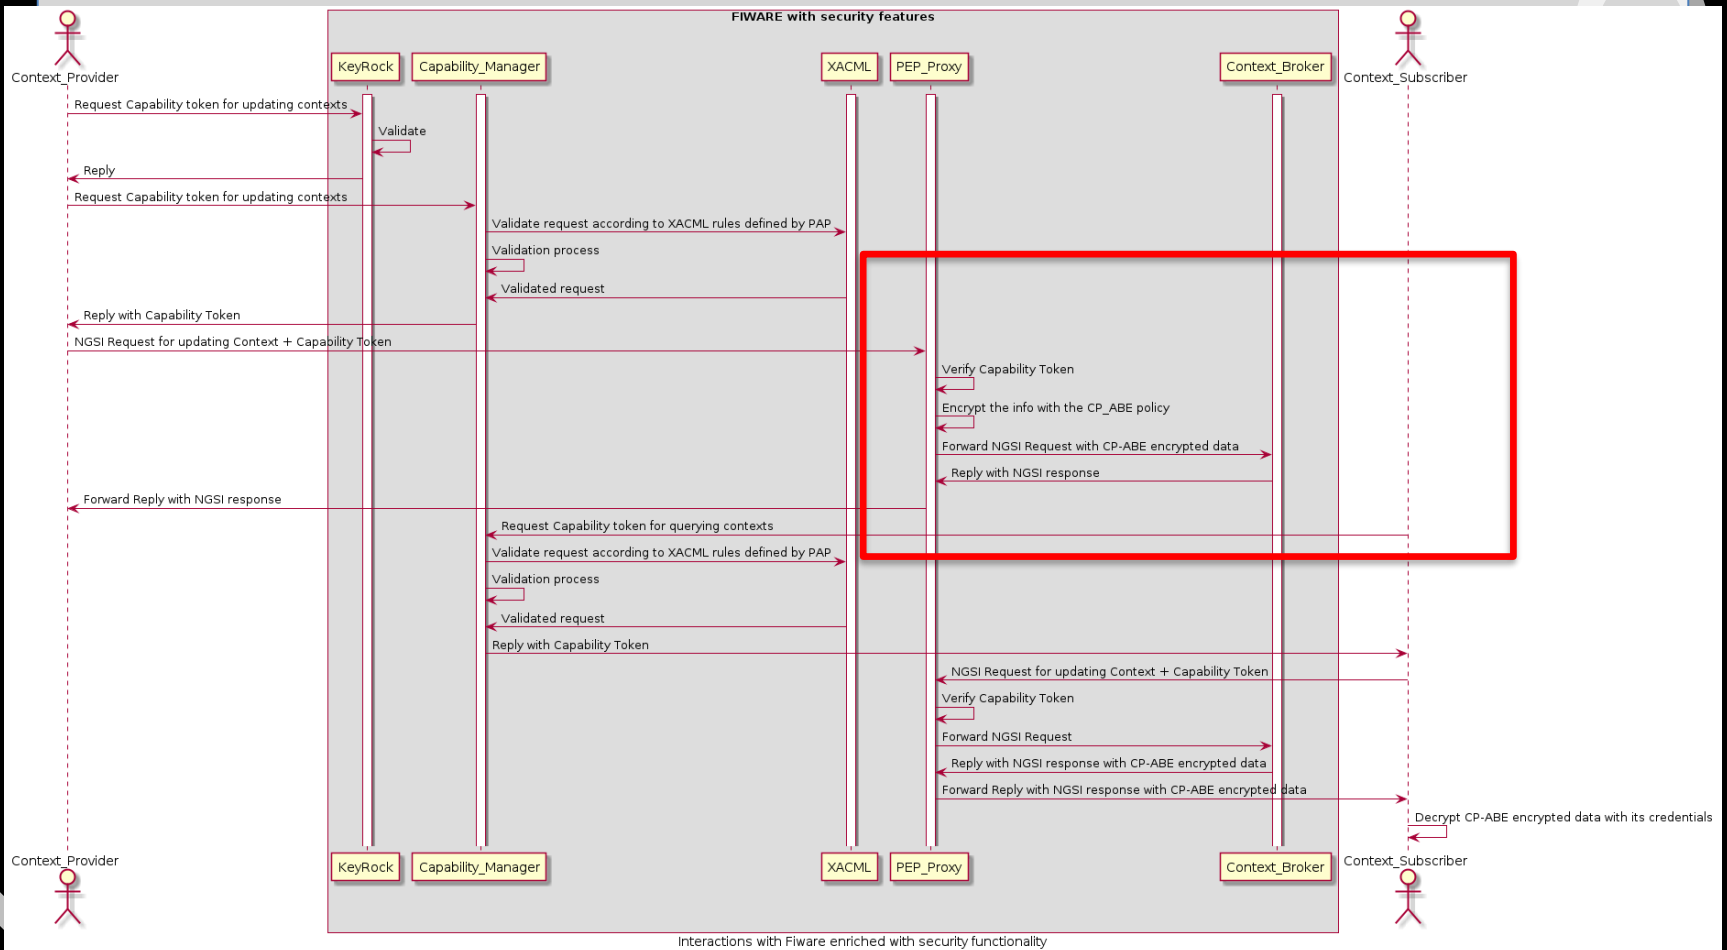 FIWARE with security features
KeyRock
Capability_Manager
XACML
PEP_Proxy
Context_Broker
Context_Provider
Context_Subscriber
Request Capability token for updating contexts
Validate
Reply
Request Capability token for updating contexts
Validate request according to XACML rules defined by PAP
Validation process
Validated request
Reply with Capability Token
NGSI Request for updating Context + Capability Token
Verify Capability Token
Encrypt the info with the CP_ABE policy
Forward NGSI Request with CP-ABE encrypted data
Reply with NGSI response
Forward Reply with NGSI response
Request Capability token for querying contexts
Validate request according to XACML rules defined by PAP
Validation process
Validated request
Reply with Capability Token
NGSI Request for updating Context + Capability Token
Verify Capability Token
Forward NGSI Request
Reply with NGSI response with CP-ABE encrypted data
Forward Reply with NGSI response with CP-ABE encrypted data
Decrypt CP-ABE encrypted data with its credentials
Context_Provider
Context_Subscriber
KeyRock
Capability_Manager
XACML
PEP_Proxy
Context_Broker
Interactions with Fiware enriched with security functionality